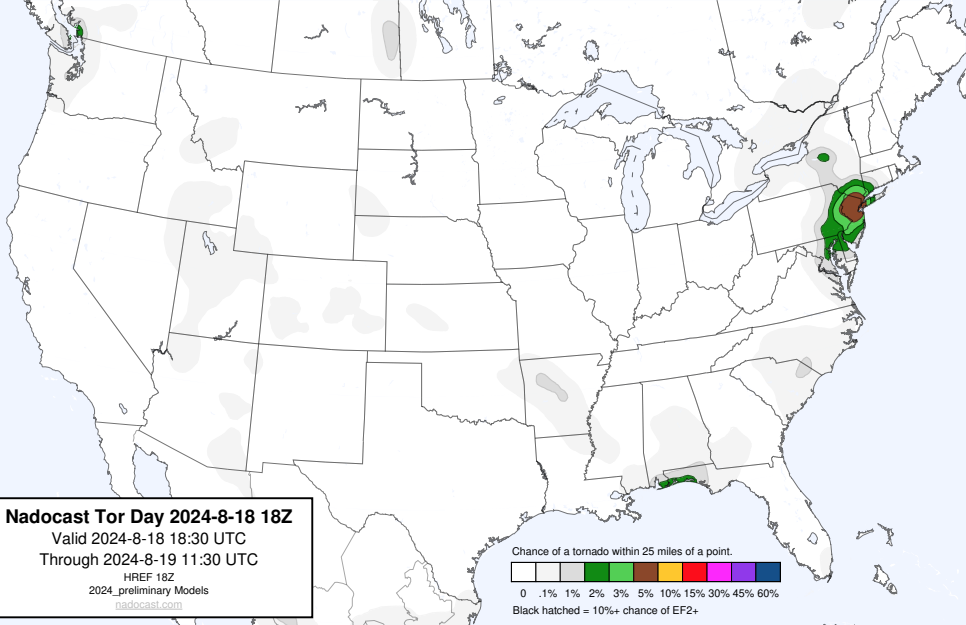 Nadocast Tor Day 2024-8-18 18Z
Valid 2024-8-18 18:30 UTC
Through 2024-8-19 11:30 UTC
HREF 18Z
2024_preliminary Models
nadocast.com
Chance of a tornado within 25 miles of a point.
0 .1% 1% 2% 3% 5% 10% 15% 30% 45% 60%
Black hatched = 10%+ chance of EF2+